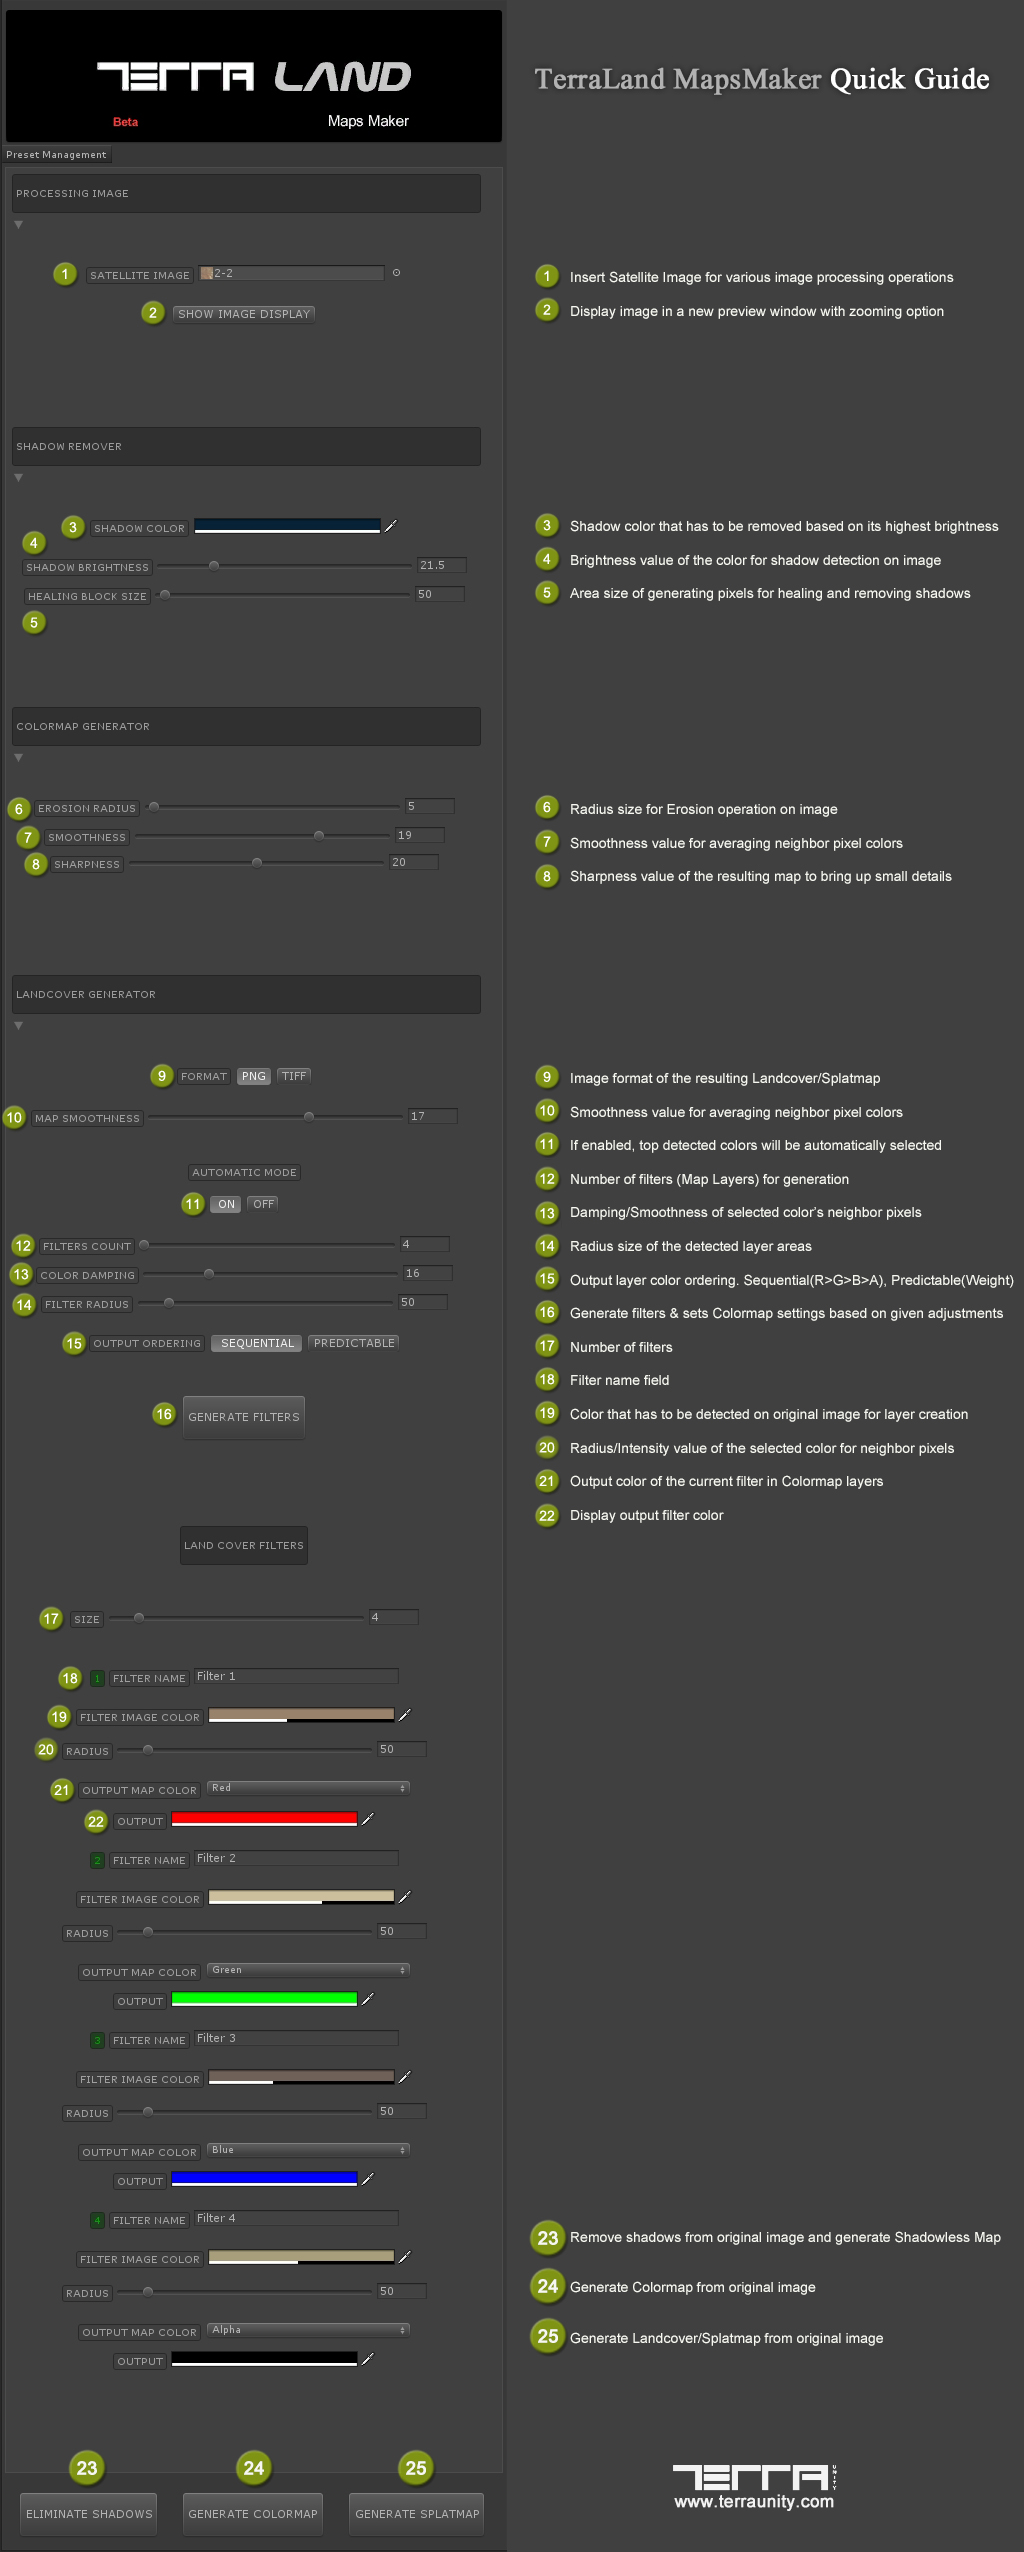 TERRA LAND
Beta
Maps Maker
TerraLand MapsMaker Quick Guide
Preset Management
PROCESSING IMAGE
1 SATELLITE IMAGE 2-2
2 SHOW IMAGE DISPLAY
1 Insert Satellite Image for various image processing operations
2 Display image in a new preview window with zooming option
SHADOW REMOVER
3 SHADOW COLOR
4
SHADOW BRIGHTNESS 21.5
HEALING BLOCK SIZE 50
5
3 Shadow color that has to be removed based on its highest brightness
4 Brightness value of the color for shadow detection on image
5 Area size of generating pixels for healing and removing shadows
COLORMAP GENERATOR
6 EROSION RADIUS 5
7 SMOOTHNESS 19
8 SHARPNESS 20
6 Radius size for Erosion operation on image
7 Smoothness value for averaging neighbor pixel colors
8 Sharpness value of the resulting map to bring up small details
LANDCOVER GENERATOR
9 FORMAT PNG TIFF
10 MAP SMOOTHNESS 17
AUTOMATIC MODE
11 ON OFF
12 FILTERS COUNT 4
13 COLOR DAMPING 16
14 FILTER RADIUS 50
15 OUTPUT ORDERING SEQUENTIAL PREDICTABLE
16 GENERATE FILTERS
9 Image format of the resulting Landcover/Splatmap
10 Smoothness value for averaging neighbor pixel colors
11 If enabled, top detected colors will be automatically selected
12 Number of filters (Map Layers) for generation
13 Damping/Smoothness of selected color's neighbor pixels
14 Radius size of the detected layer areas
15 Output layer color ordering. Sequential(R>G>B>A), Predictable(Weight)
16 Generate filters & sets Colormap settings based on given adjustments
17 Number of filters
18 Filter name field
19 Color that has to be detected on original image for layer creation
20 Radius/Intensity value of the selected color for neighbor pixels
21 Output color of the current filter in Colormap layers
22 Display output filter color
LAND COVER FILTERS
17 SIZE 4
18 1 FILTER NAME Filter 1
19 FILTER IMAGE COLOR
20 RADIUS 50
21 OUTPUT MAP COLOR Red
22 OUTPUT
2 FILTER NAME Filter 2
FILTER IMAGE COLOR
RADIUS 50
OUTPUT MAP COLOR Green
OUTPUT
3 FILTER NAME Filter 3
FILTER IMAGE COLOR
RADIUS 50
OUTPUT MAP COLOR Blue
OUTPUT
4 FILTER NAME Filter 4
FILTER IMAGE COLOR
RADIUS 50
OUTPUT MAP COLOR Alpha
OUTPUT
23 Remove shadows from original image and generate Shadowless Map
24 Generate Colormap from original image
25 Generate Landcover/Splatmap from original image
23 24 25
ELIMINATE SHADOWS GENERATE COLORMAP GENERATE SPLATMAP
TERRA UNITY
www.terraunity.com